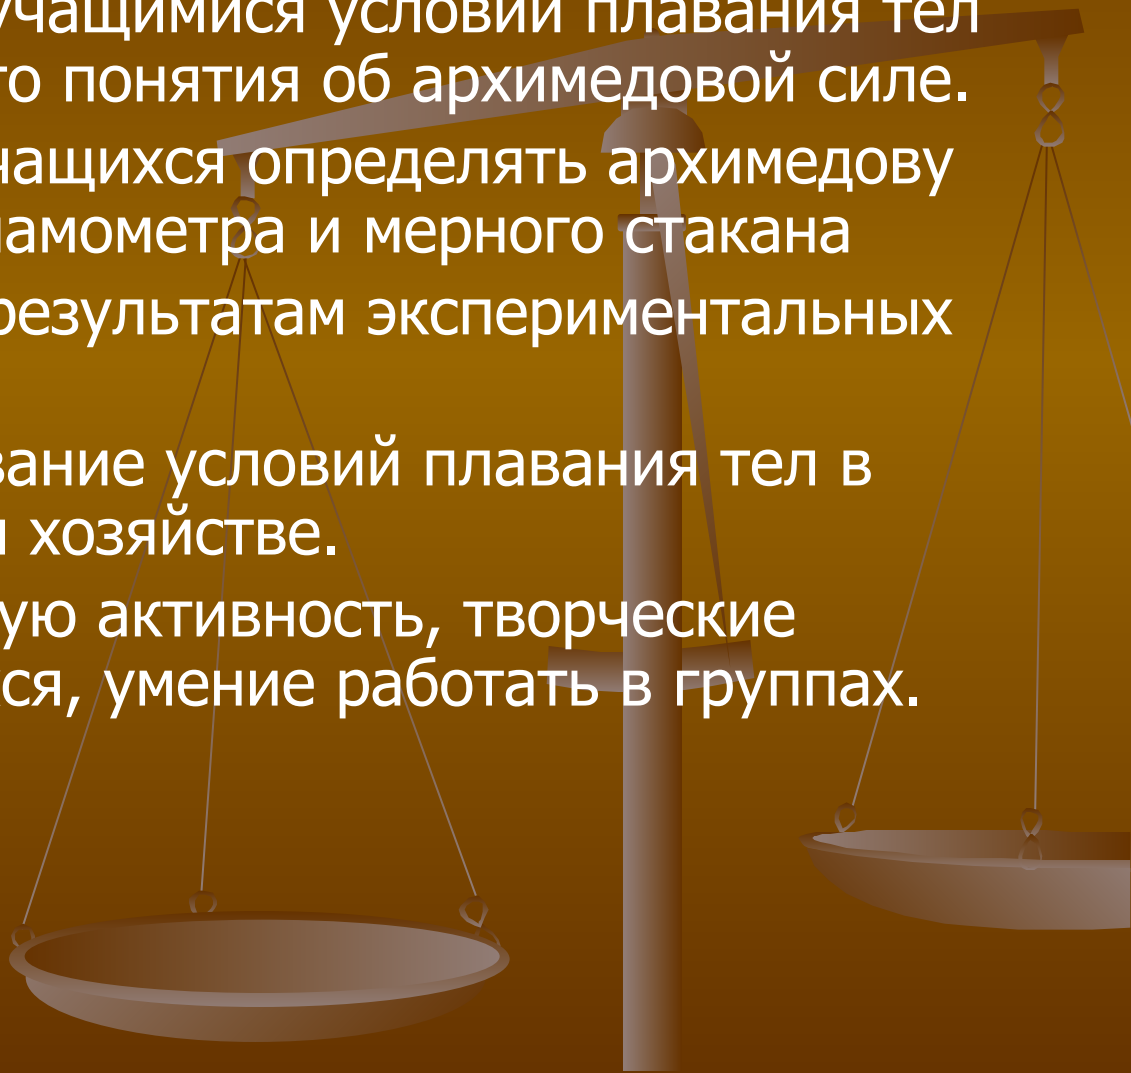 учащимися условий плавания тел
го понятия об архимедовой силе.
чащихся определять архимедову
намометра и мерного стакана
результатам экспериментальных
вание условий плавания тел в
и хозяйстве.
ую активность, творческие
ся, умение работать в группах.